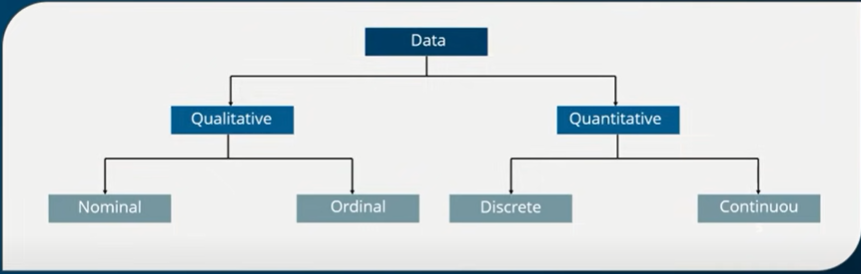 Data
Qualitative
Quantitative
Nominal
Ordinal
Discrete
Continuou